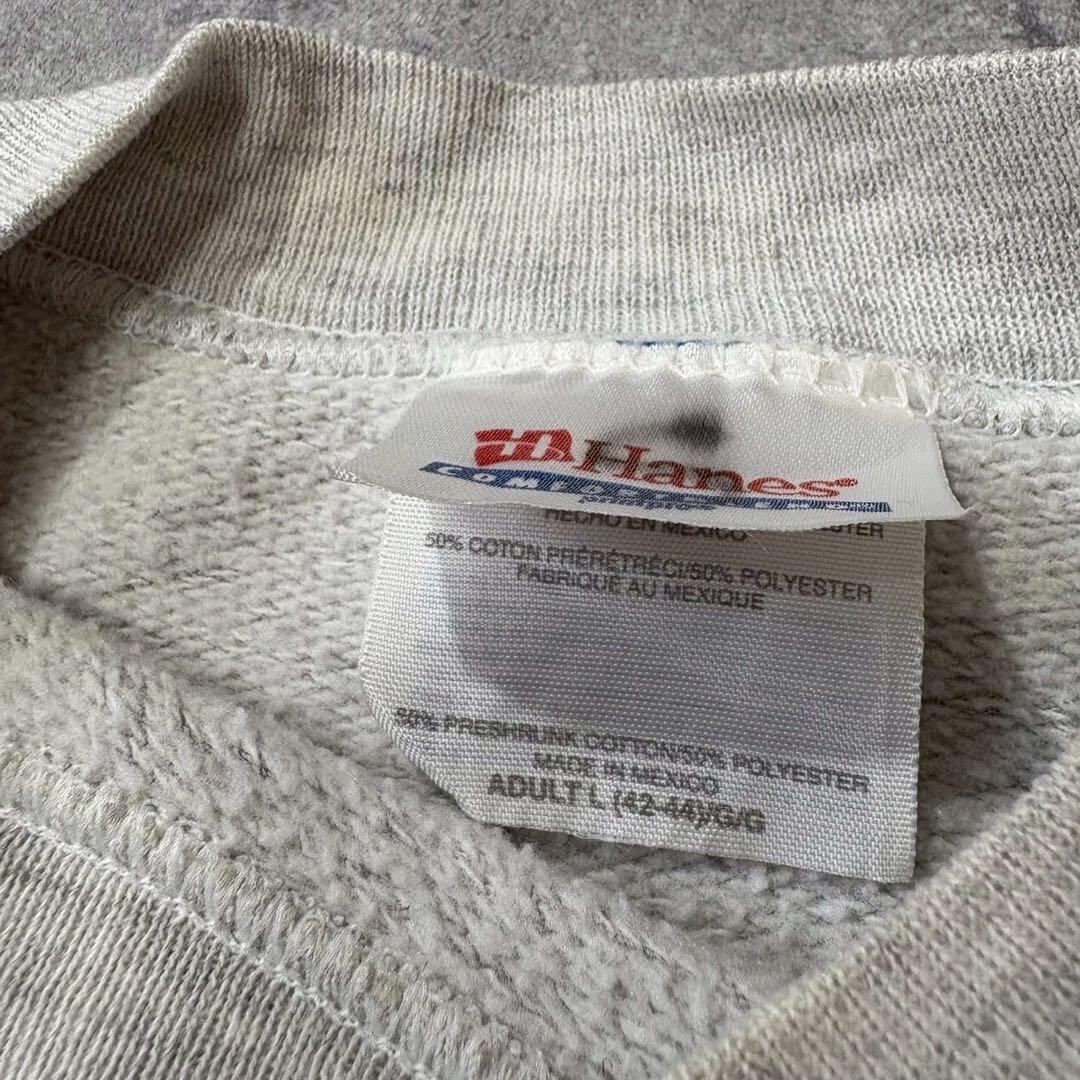 Hanes
HECHO EN MEXICO
50% COTON PRÉRÉTRÉCI/50% POLYESTER
FABRIQUE AU MEXIQUE
50% PRESHRUNK COTTON/50% POLYESTER
MADE IN MEXICO
ADULT L (42-44)/G/G